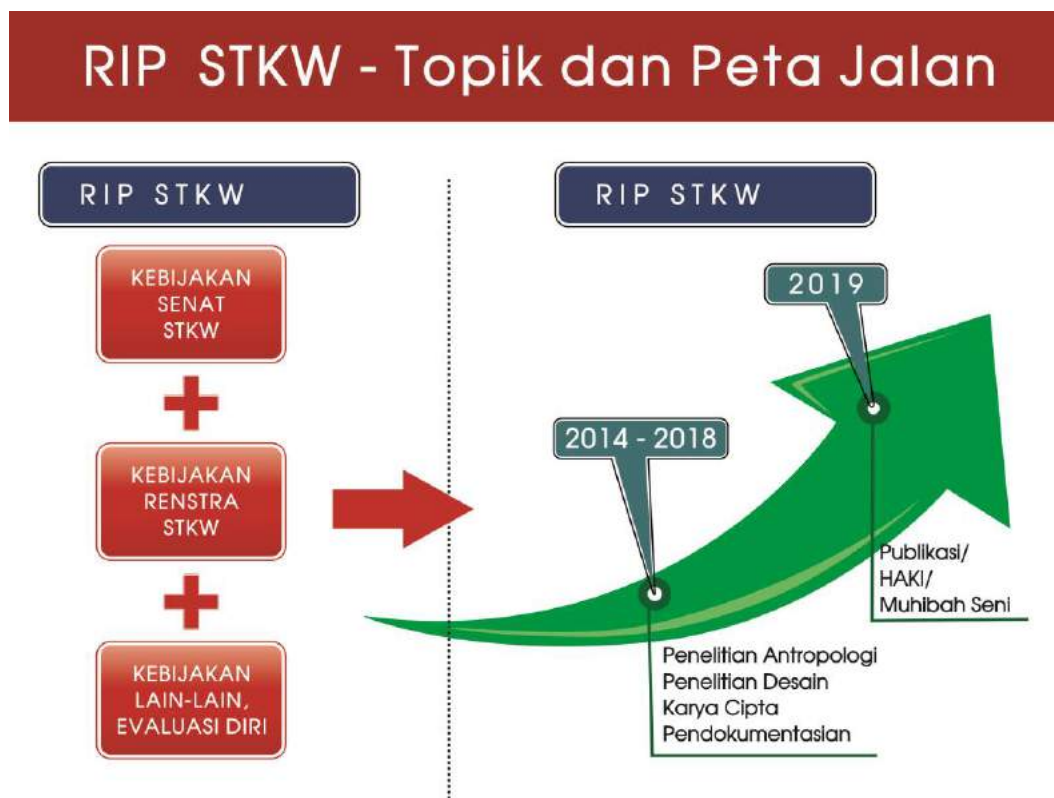 RIP STKW - Topik dan Peta Jalan
RIP STKW
KEBIJAKAN
SENAT
STKW
KEBIJAKAN
RENSTRA
STKW
KEBIJAKAN
LAIN-LAIN,
EVALUASI DIRI
RIP STKW
2019
2014 - 2018
Publikasi/
HAKI/
Muhibah Seni
Penelitian Antropologi
Penelitian Desain
Karya Cipta
Pendokumentasian